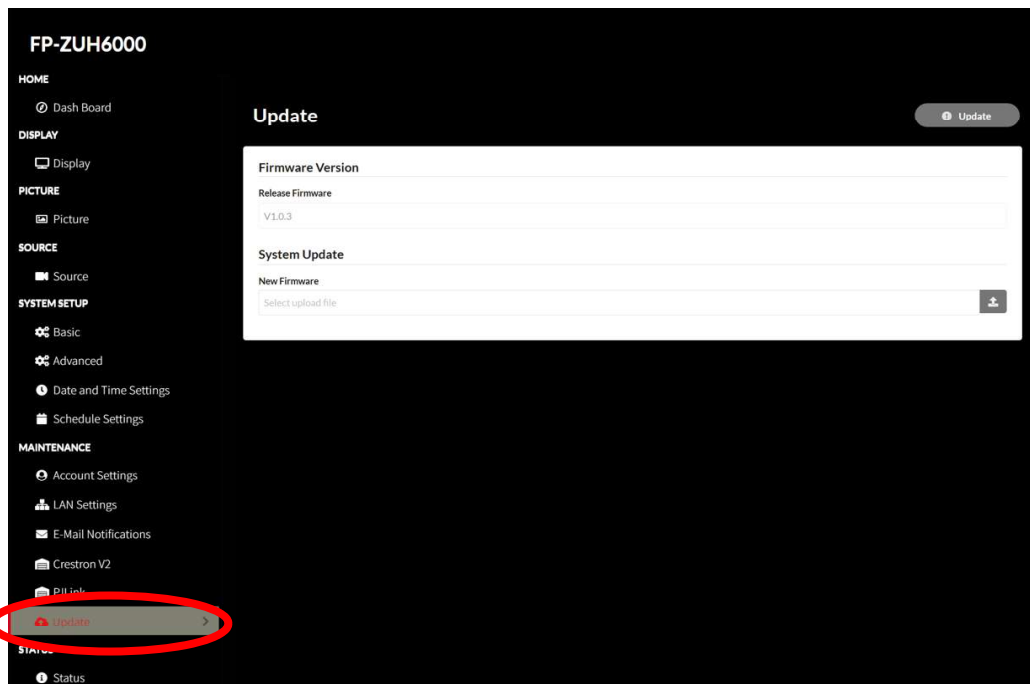 FP-ZUH6000
HOME
Dash Board
DISPLAY
Display
PICTURE
Picture
SOURCE
Source
SYSTEM SETUP
Basic
Advanced
Date and Time Settings
Schedule Settings
MAINTENANCE
Account Settings
LAN Settings
E-Mail Notifications
Crestron V2
PJLink
Update
STATUS
Status
Update
Update
Firmware Version
Release Firmware
V1.0.3
System Update
New Firmware
Select upload file